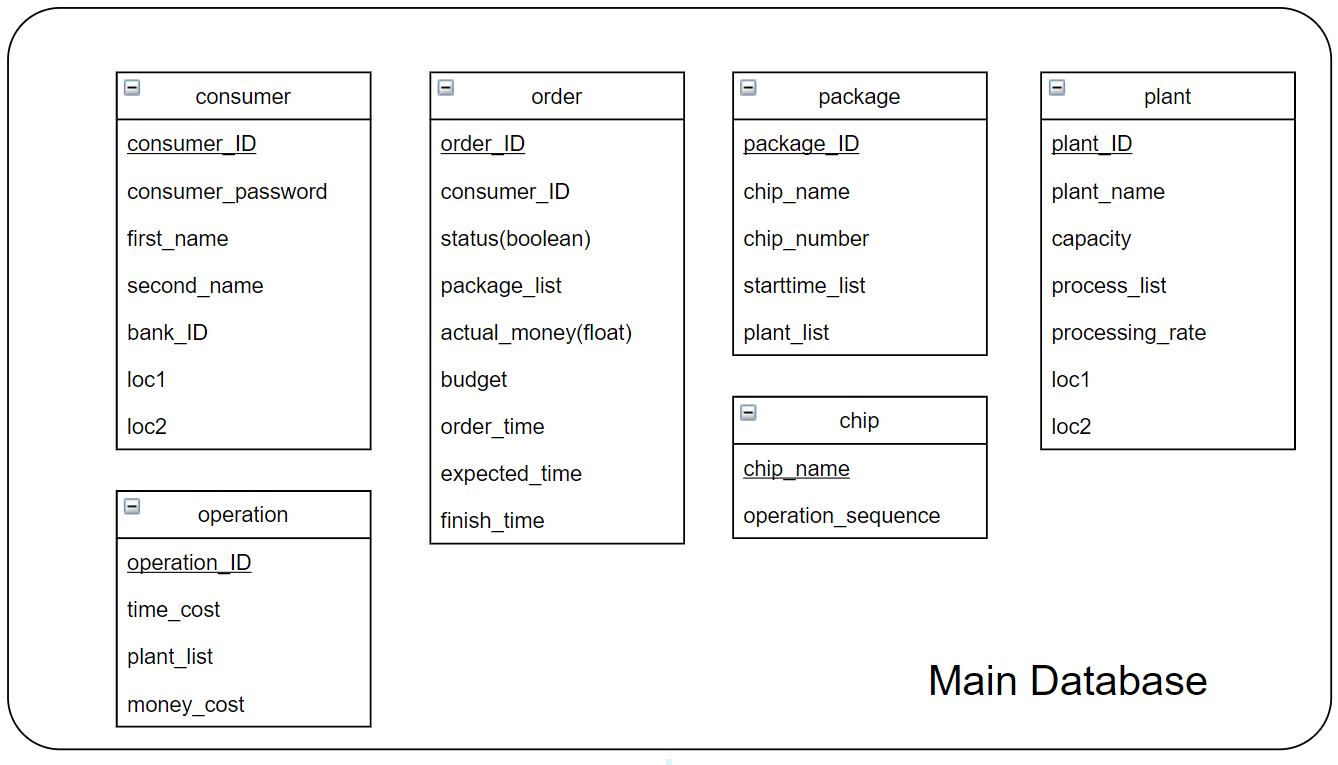 consumer
consumer_ID
consumer_password
first_name
second_name
bank_ID
loc1
loc2
operation
operation_ID
time_cost
plant_list
money_cost
order
order_ID
consumer_ID
status(boolean)
package_list
actual_money(float)
budget
order_time
expected_time
finish_time
package
package_ID
chip_name
chip_number
starttime_list
plant_list
chip
chip_name
operation_sequence
plant
plant_ID
plant_name
capacity
process_list
processing_rate
loc1
loc2
Main Database